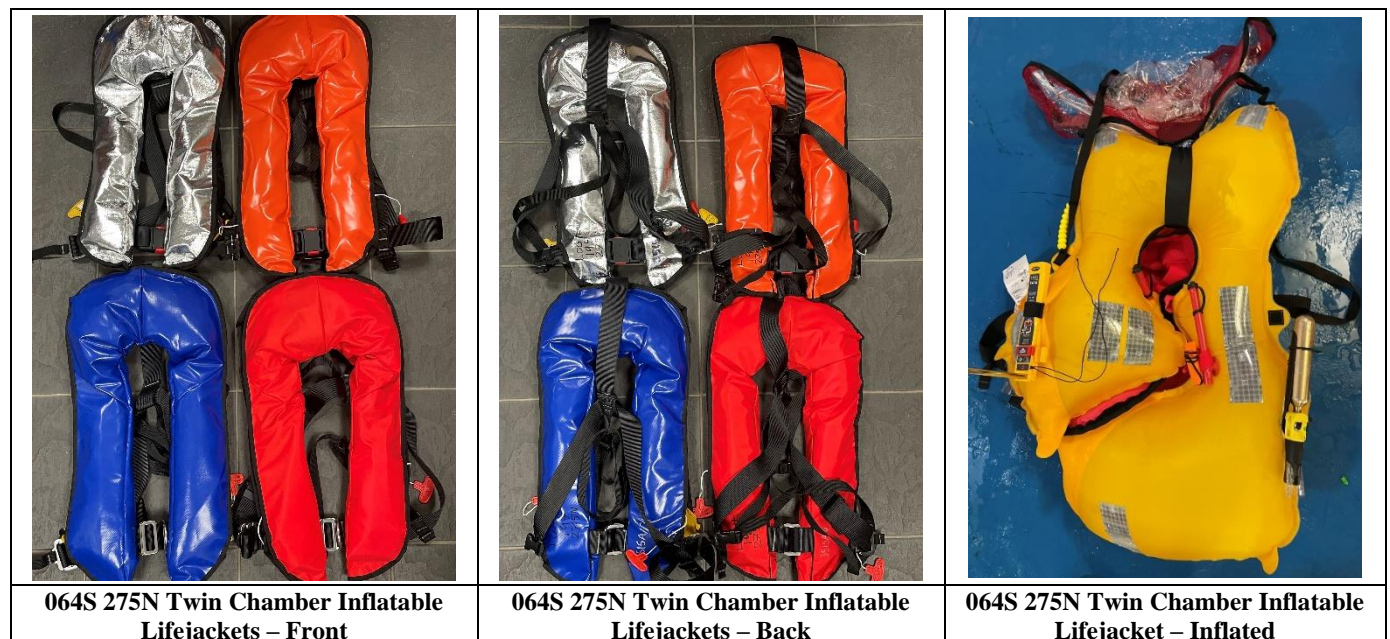 064S 275N Twin Chamber Inflatable
Lifejackets – Front
064S 275N Twin Chamber Inflatable
Lifejackets – Back
064S 275N Twin Chamber Inflatable
Lifejacket – Inflated